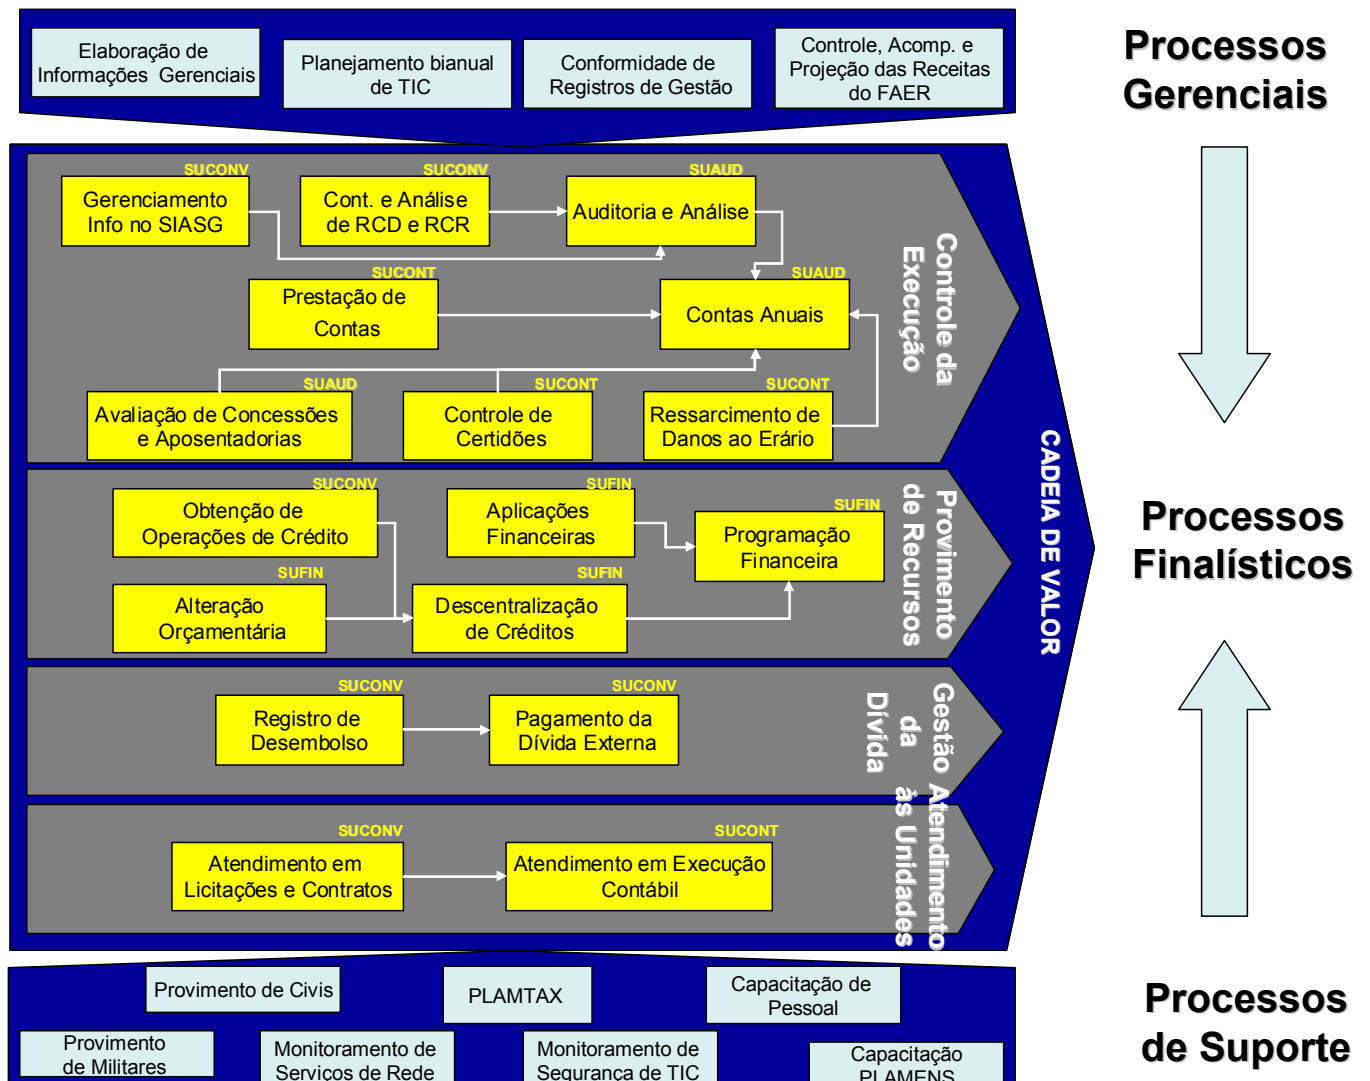 Elaboração de
Informações Gerenciais
Planejamento bianual
de TIC
Conformidade de
Registros de Gestão
Controle, Acomp. e
Projeção das Receitas
do FAER
Processos
Gerenciais
SUCONV
Gerenciamento
Info no SIASG
SUCONV
Cont. e Análise
de RCD e RCR
SUAUD
Auditoria e Análise
SUCONT
Prestação de
Contas
SUAUD
Contas Anuais
SUAUD
Avaliação de Concessões
e Aposentadorias
SUCONT
Controle de
Certidões
SUCONT
Ressarcimento de
Danos ao Erário
Controle da
Execução
SUCONV
Obtenção de
Operações de Crédito
SUFIN
Aplicações
Financeiras
SUFIN
Programação
Financeira
SUFIN
Alteração
Orçamentária
SUFIN
Descentralização
de Créditos
Provimento
de Recursos
CADEIA DE VALOR
Processos
Finalísticos
SUCONV
Registro de
Desembolso
SUCONV
Pagamento da
Dívida Externa
Gestão
da
Dívida
SUCONV
Atendimento em
Licitações e Contratos
SUCONT
Atendimento em Execução
Contábil
Atendimento
às Unidades
Provimento de Civis
PLAMTAX
Capacitação de
Pessoal
Provimento
de Militares
Monitoramento de
Serviços de Rede
Monitoramento de
Segurança de TIC
Capacitação
PLAMENS
Processos
de Suporte